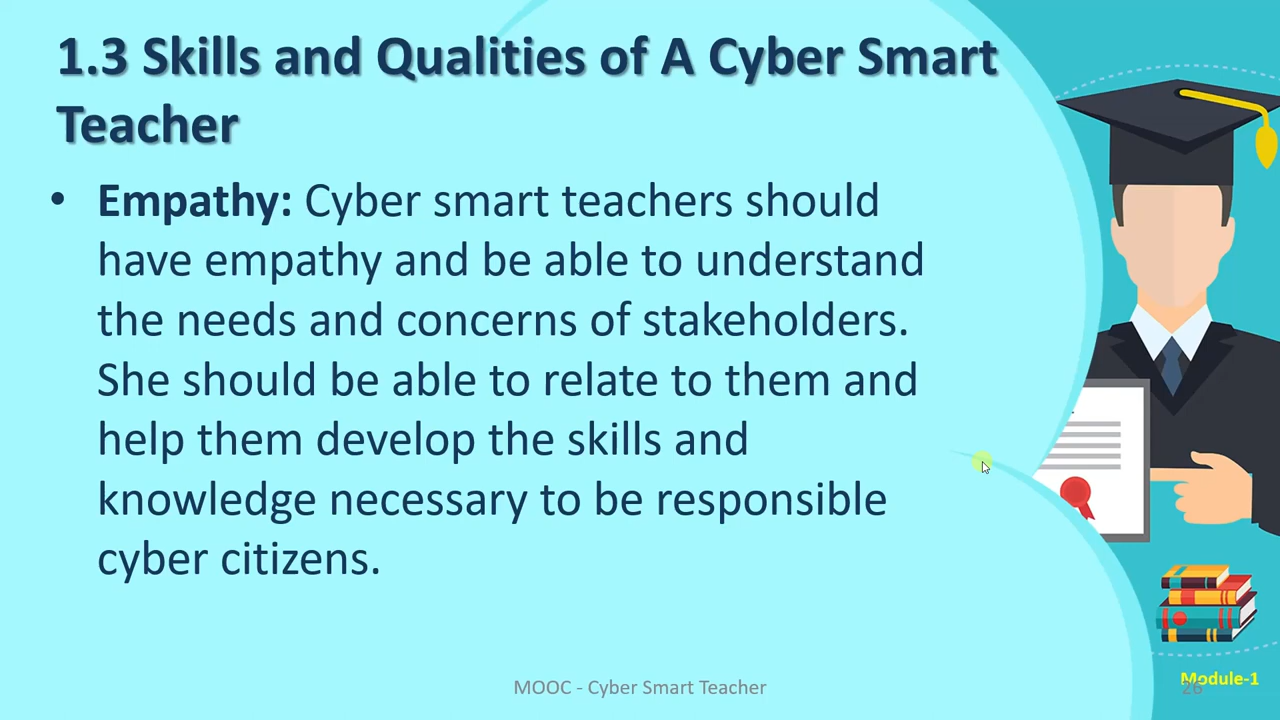 1.3 Skills and Qualities of A Cyber Smart
Teacher
• Empathy: Cyber smart teachers should
have empathy and be able to understand
the needs and concerns of stakeholders.
She should be able to relate to them and
help them develop the skills and
knowledge necessary to be responsible
cyber citizens.
MOOC - Cyber Smart Teacher
Module-1
26